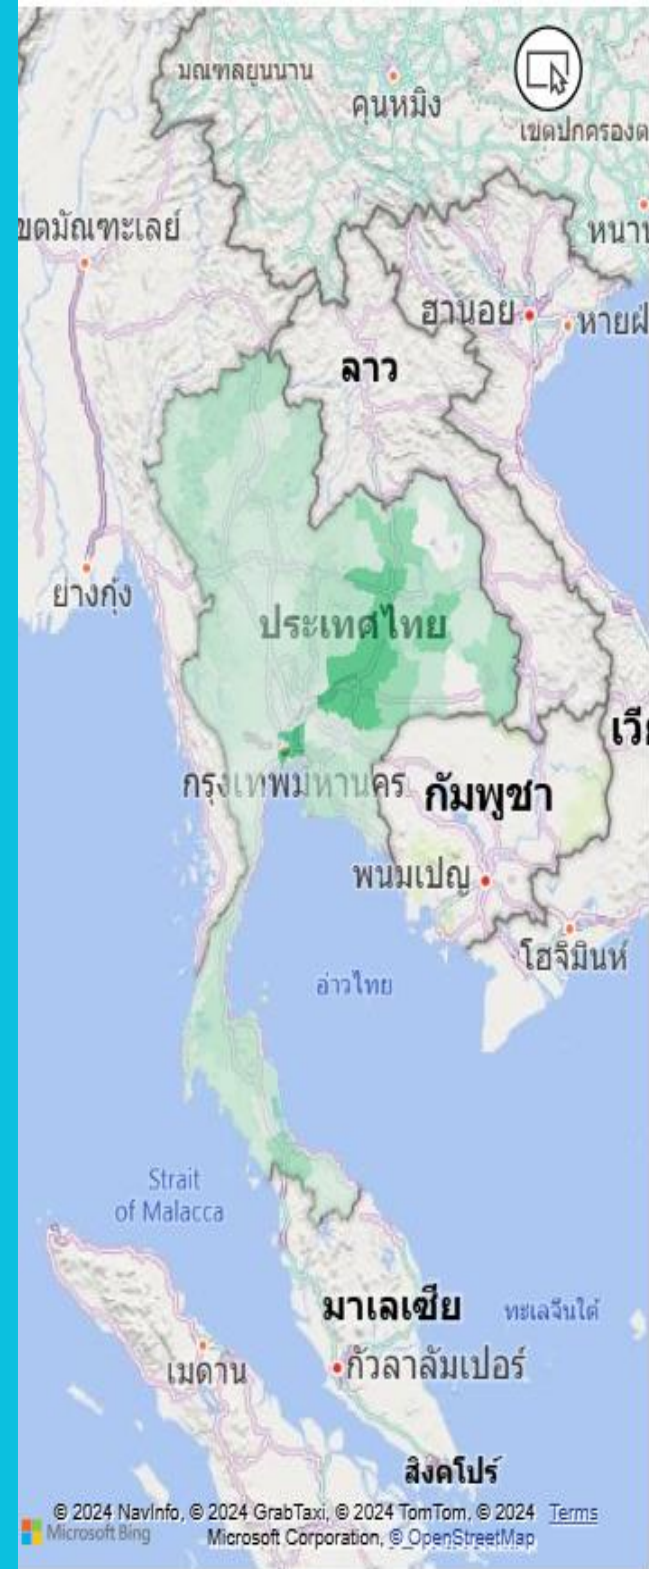 มณฑลยูนนาน
คุนหมิง
เขตปกครองต
ขตมัณฑะเลย์
หนาน
ฮานอย
หายฝ
ลาว
ย่างกุ้ง
ประเทศไทย
เวีย
กรุงเทพมหานคร
กัมพูชา
พนมเปญ
โฮจิมินห์
อ่าวไทย
Strait
of Malacca
มาเลเซีย
ทะเลจีนใต้
เมดาน
กัวลาลัมเปอร์
สิงคโปร์
© 2024 NavInfo, © 2024 GrabTaxi, © 2024 TomTom, © 2024 Terms
Microsoft Bing
Microsoft Corporation, © OpenStreetMap